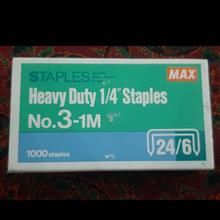 STAPLES
MAX
Heavy Duty 1/4" Staples
No.3-1M
1000 staples
24/6